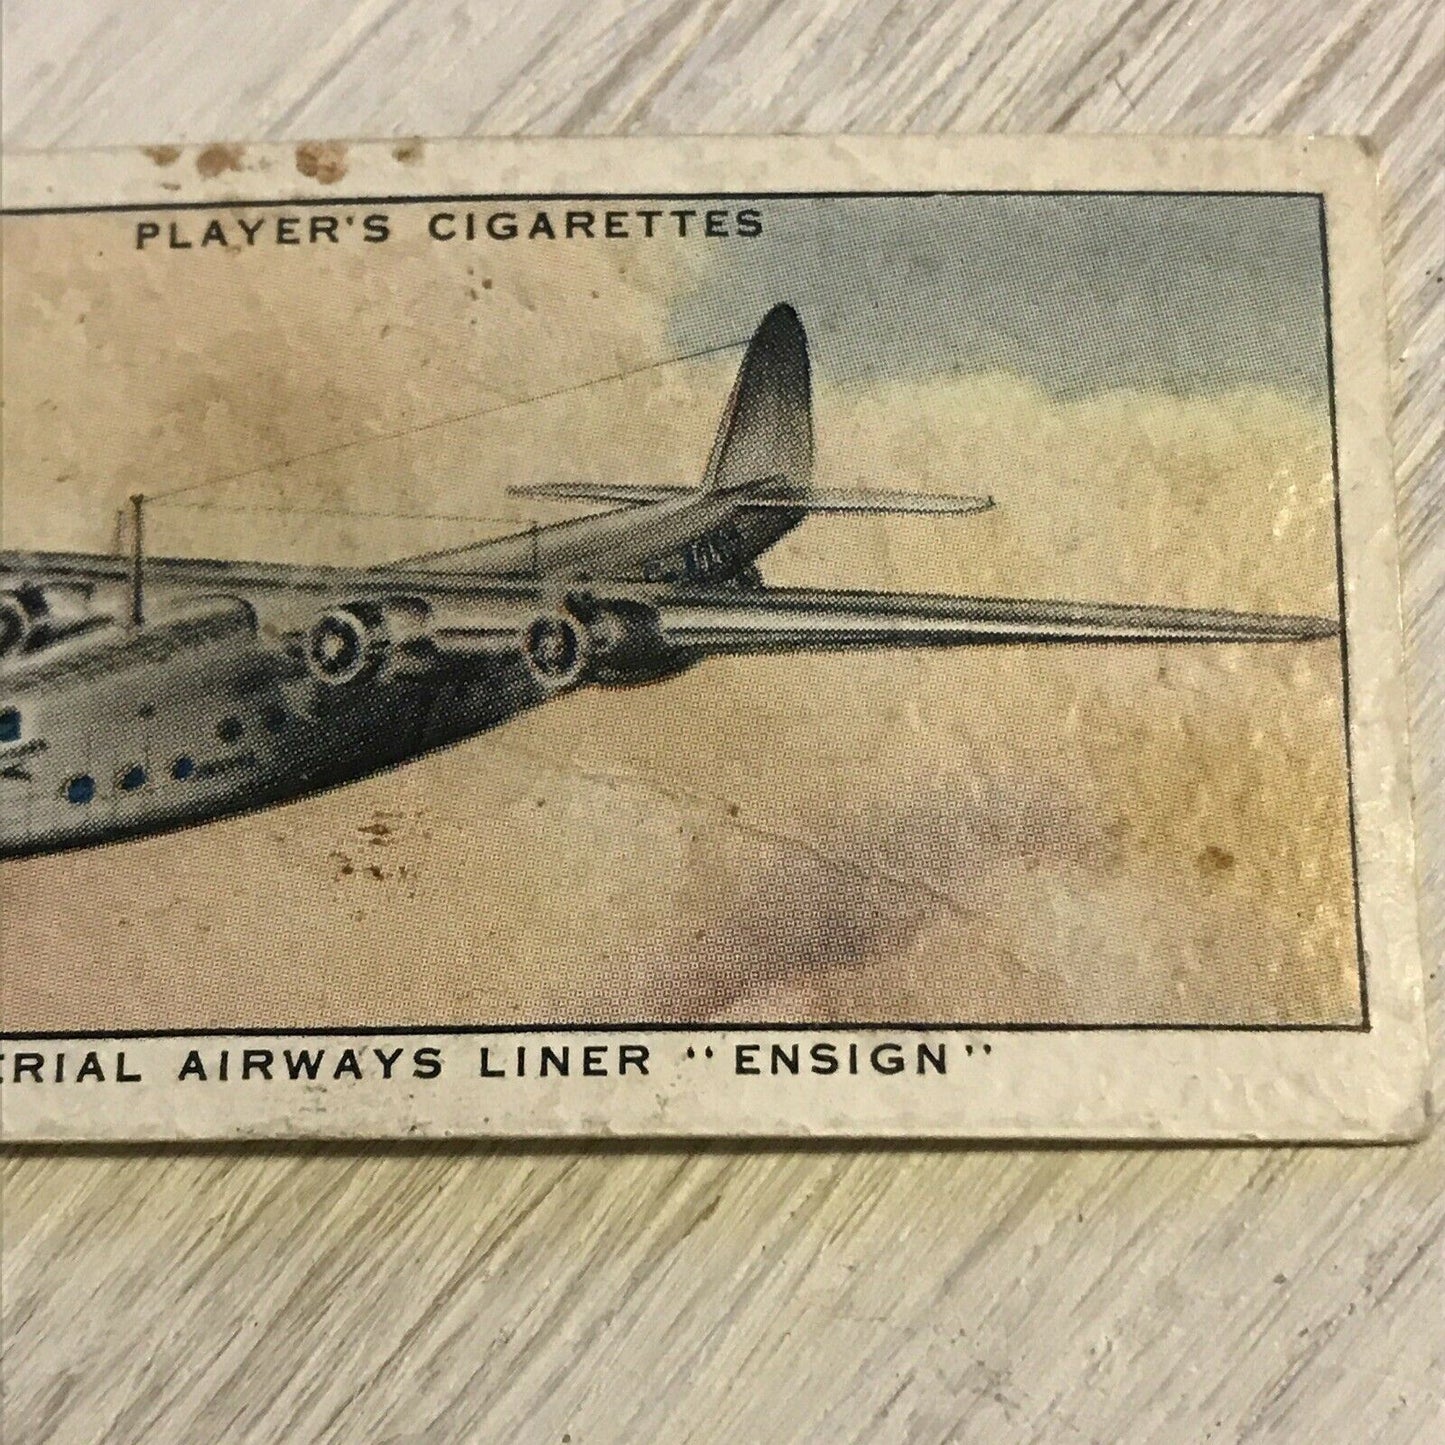 PLAYER'S CIGARETTES
ERIAL AIRWAYS LINER "ENSIGN"